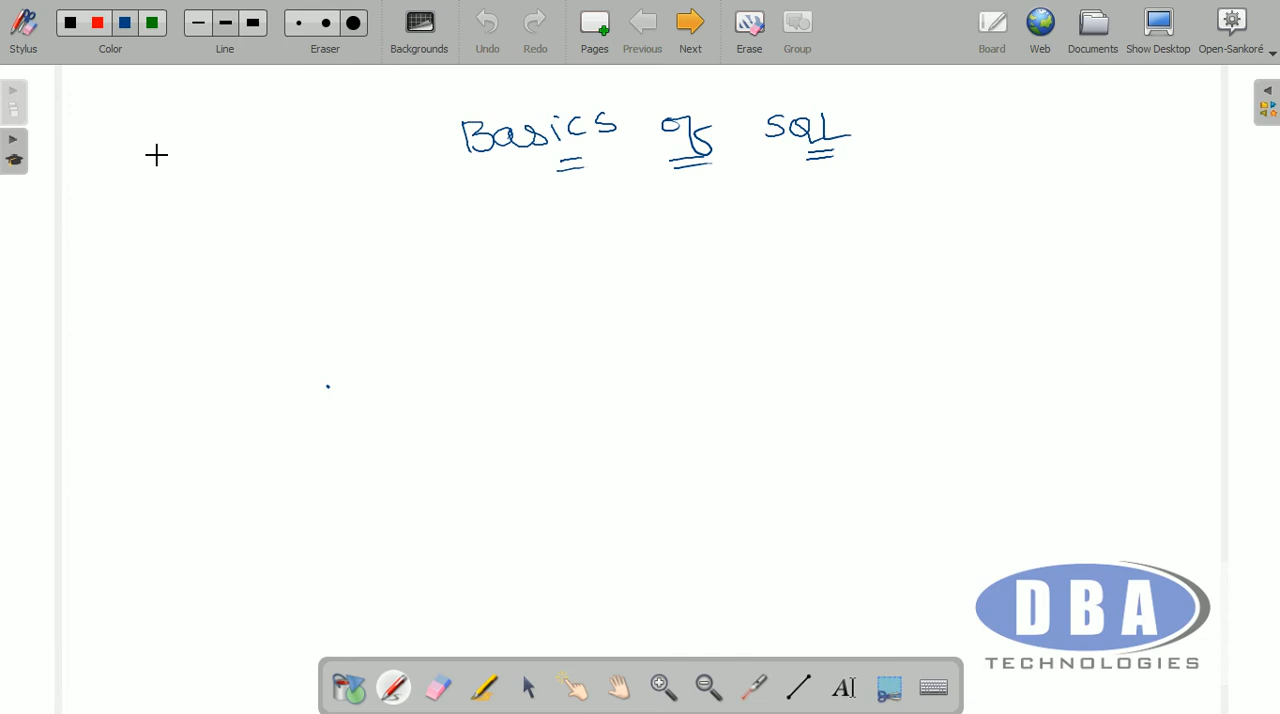 Stylus Color Line Eraser Backgrounds Undo Redo Pages Previous Next Erase Group Board Web Documents Show Desktop Open-Sankoré
Basics of SQL
DBA
TECHNOLOGIES
AI